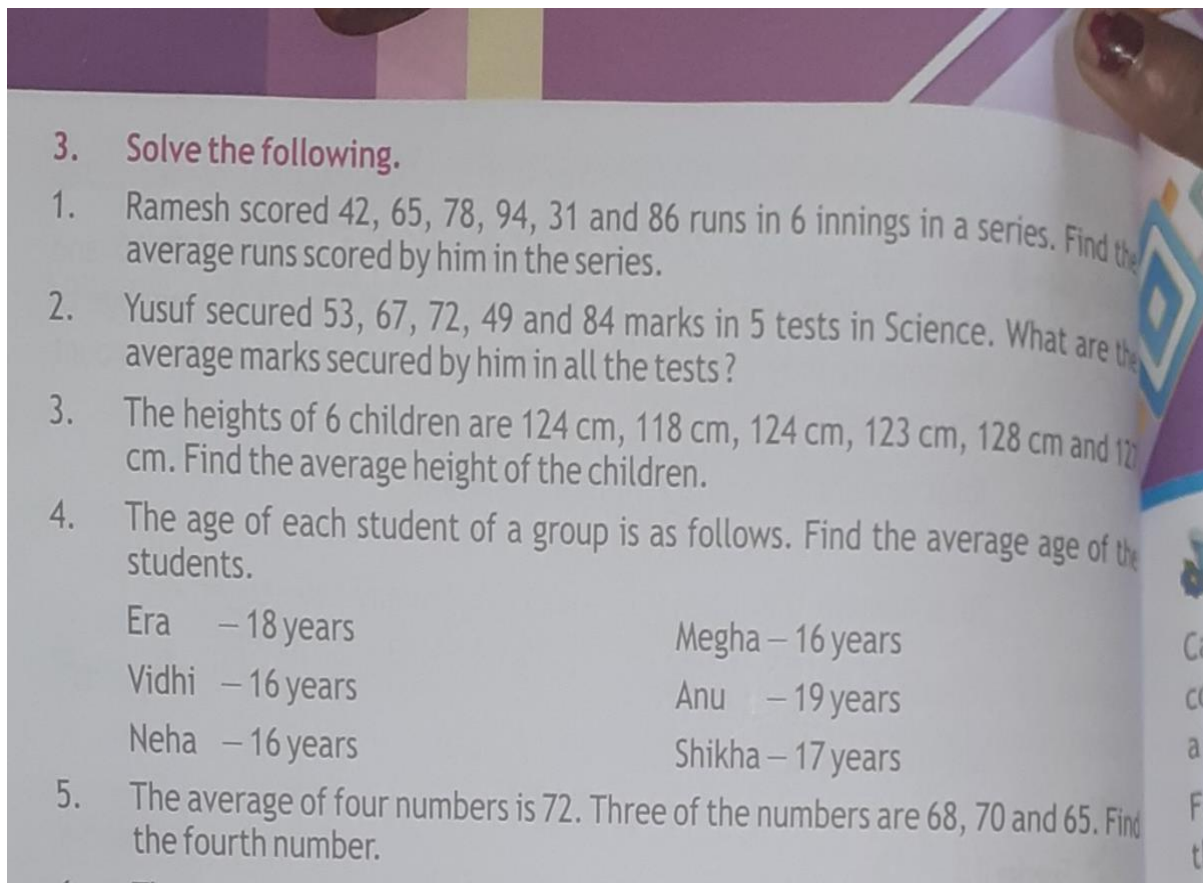 3. Solve the following.
1. Ramesh scored 42, 65, 78, 94, 31 and 86 runs in 6 innings in a series. Find the
average runs scored by him in the series.
2. Yusuf secured 53, 67, 72, 49 and 84 marks in 5 tests in Science. What are the
average marks secured by him in all the tests?
3. The heights of 6 children are 124 cm, 118 cm, 124 cm, 123 cm, 128 cm and
cm. Find the average height of the children.
4. The age of each student of a group is as follows. Find the average age of the
students.
Era – 18 years Megha – 16 years
Vidhi – 16 years Anu – 19 years
Neha – 16 years Shikha – 17 years
5. The average of four numbers is 72. Three of the numbers are 68, 70 and 65. Find
the fourth number.